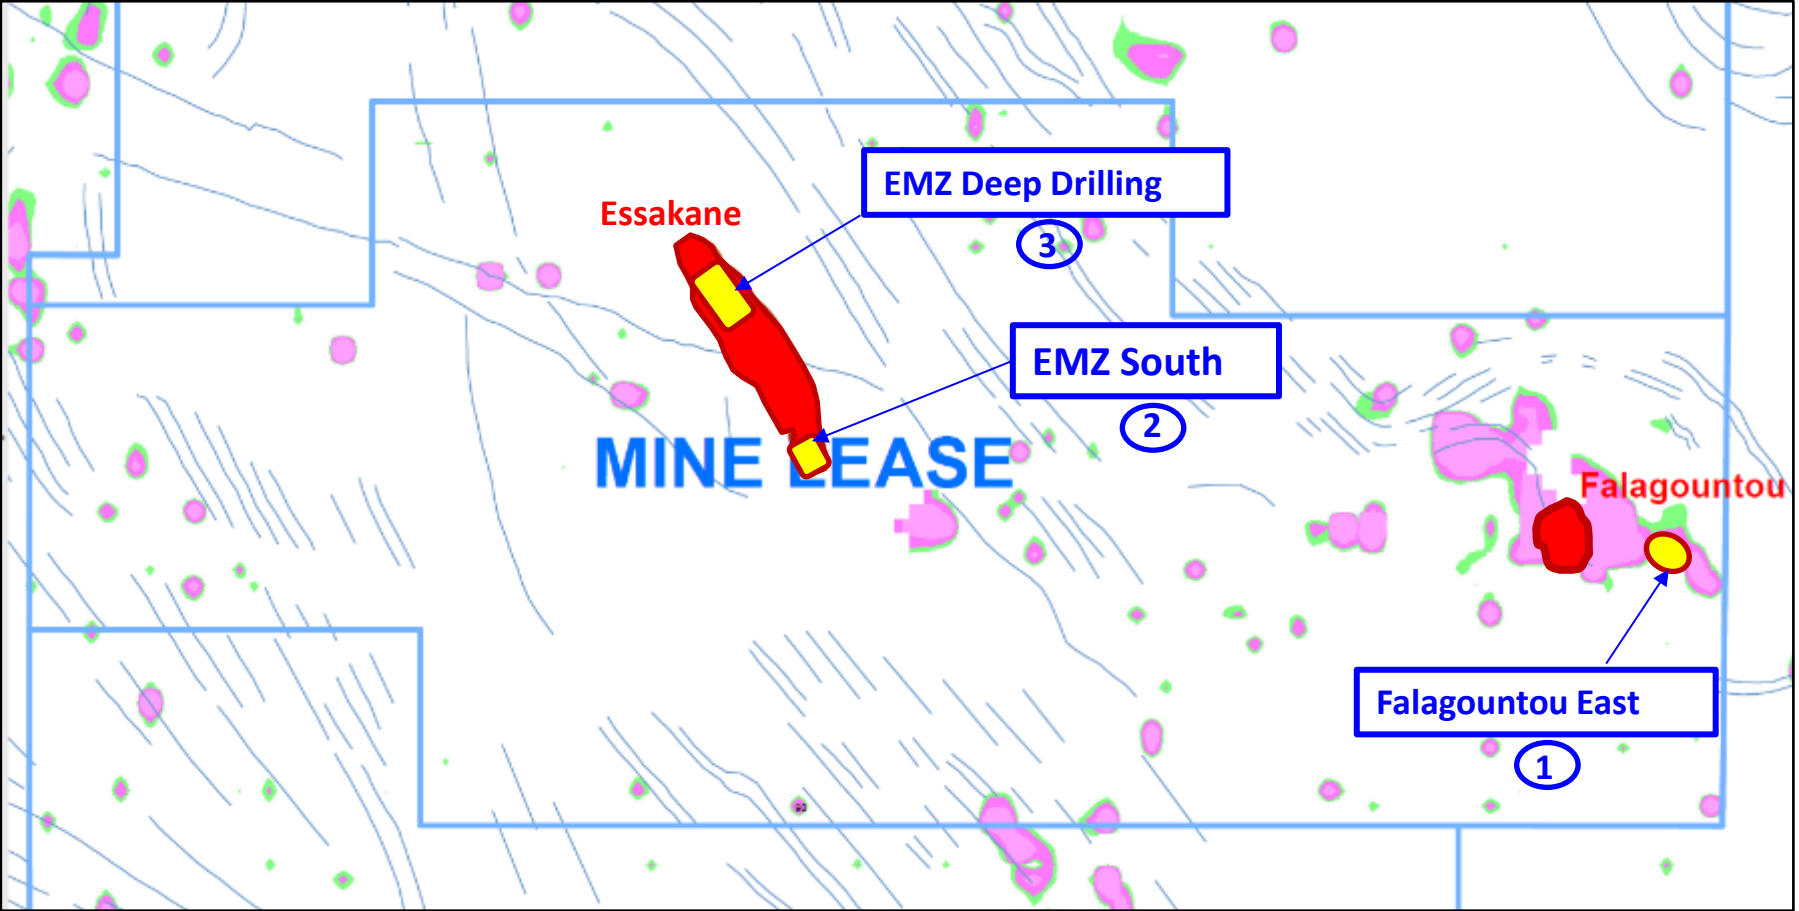 EMZ Deep Drilling
Essakane
3
EMZ South
2
MINE LEASE
Falagountou
Falagountou East
1